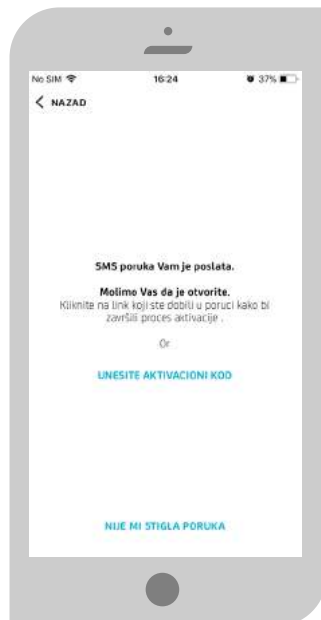 No SIM 16:24 37%
NAZAD
SMS poruka Vam je poslata.
Molimo Vas da je otvorite.
Kliknite na link koji ste dobili u poruci kako bi
završili proces aktivacije .
Or
UNESITE AKTIVACIONI KOD
NIJE MI STIGLA PORUKA